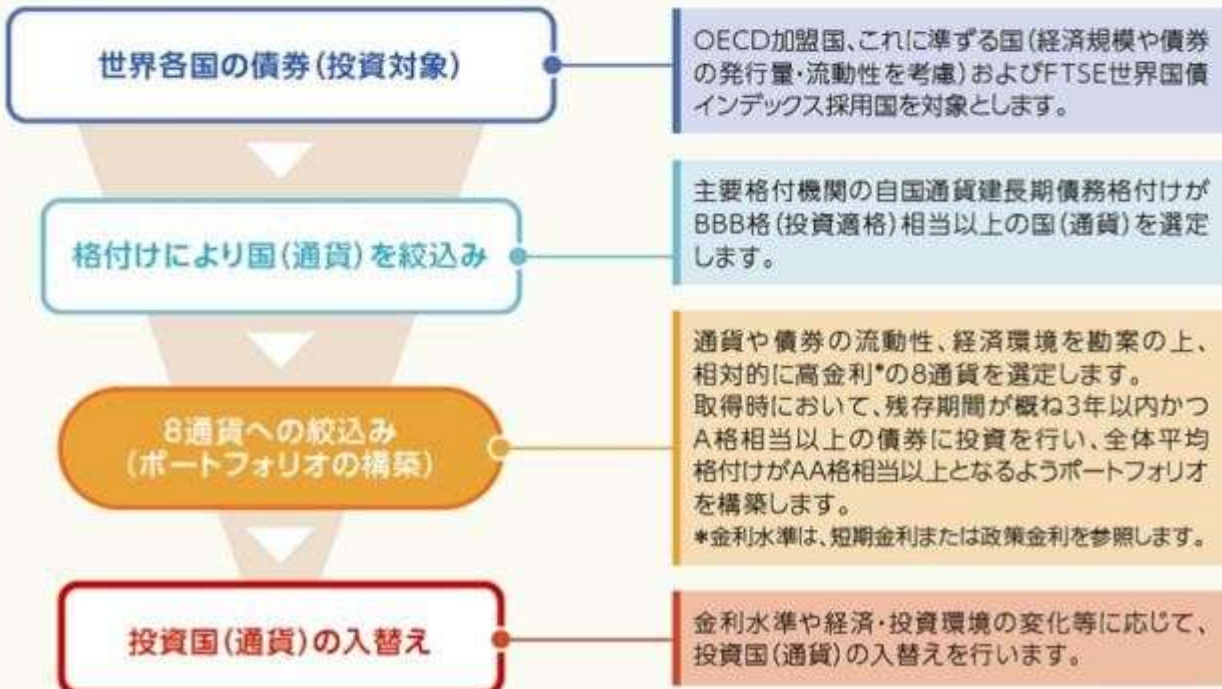 世界各国の債券(投資対象)
OECD加盟国、これに準ずる国(経済規模や債券
の発行量・流動性を考慮)およびFTSE世界国債
インデックス採用国を対象とします。
格付けにより国(通貨)を絞込み
主要格付機関の自国通貨建長期債務格付けが
BBB格(投資適格)相当以上の国(通貨)を選定
します。
8通貨への絞込み
(ポートフォリオの構築)
通貨や債券の流動性、経済環境を勘案の上、
相対的に高金利*の8通貨を選定します。
取得時において、残存期間が概ね3年以内かつ
A格相当以上の債券に投資を行い、全体平均
格付けがAA格相当以上となるようポートフォリオ
を構築します。
*金利水準は、短期金利または政策金利を参照します。
投資国(通貨)の入替え
金利水準や経済・投資環境の変化等に応じて、
投資国(通貨)の入替えを行います。